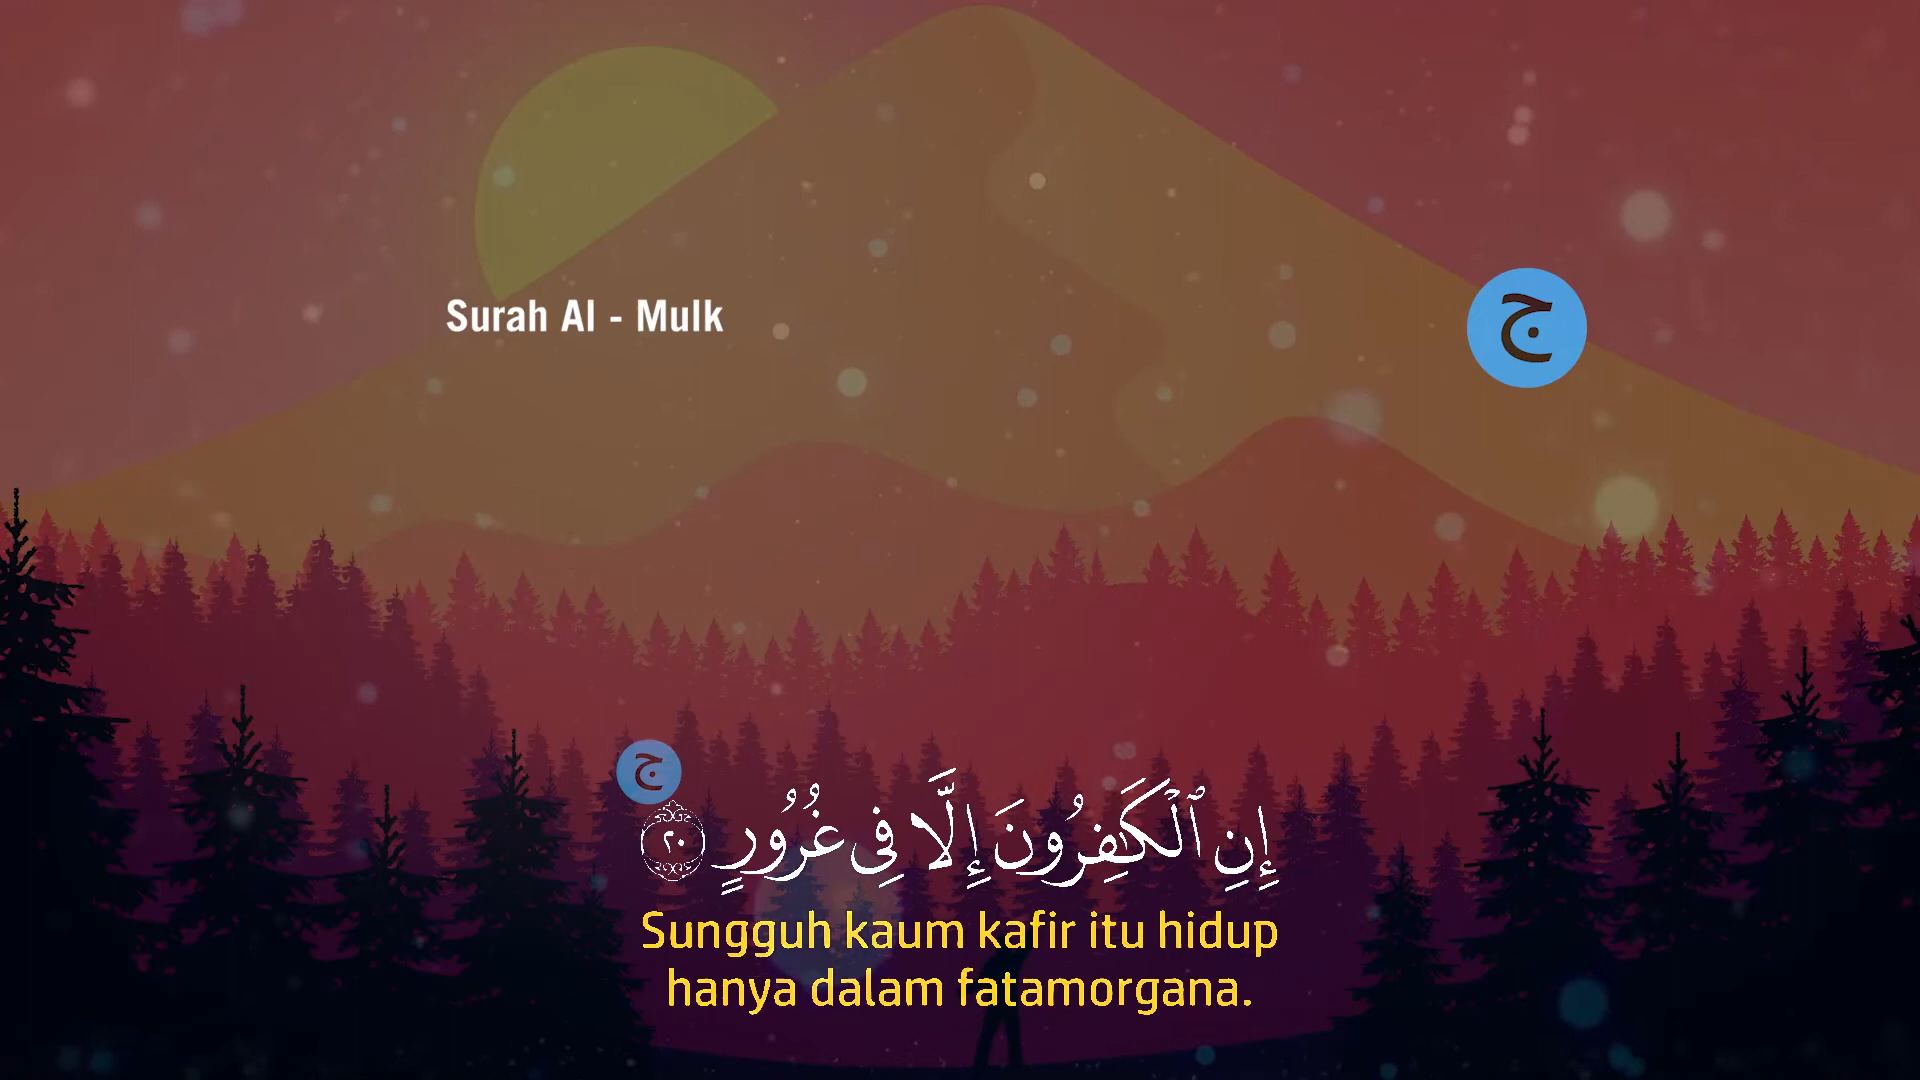 Surah Al - Mulk
ج
ج
إِنِ ٱلْكَٰفِرُونَ إِلَّا فِى غُرُورٍ ٢٠
Sungguh kaum kafir itu hidup
hanya dalam fatamorgana.